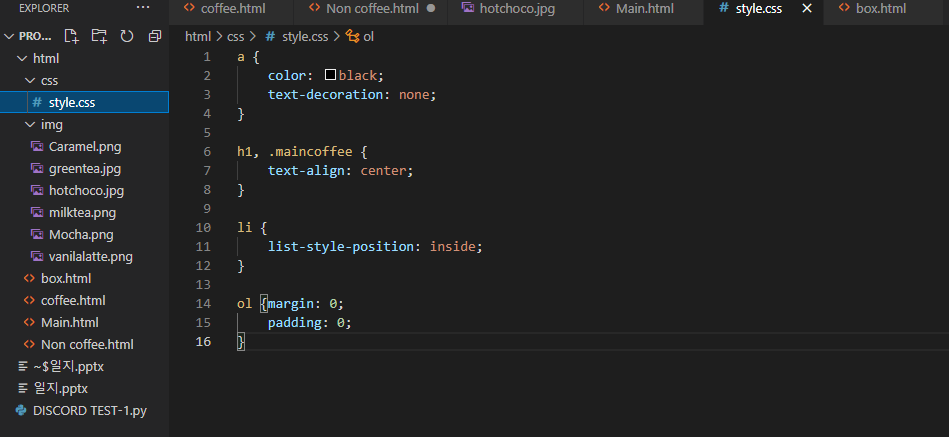 EXPLORER ...
coffee.html Non coffee.html hotchoco.jpg Main.html style.css box.html
PRO...
html > css > style.css > ol
html
css
style.css
img
Caramel.png
greentea.jpg
hotchoco.jpg
milktea.png
Mocha.png
vanilalatte.png
box.html
coffee.html
Main.html
Non coffee.html
~$일지.pptx
일지.pptx
DISCORD TEST-1.py
1 a {
2 color: black;
3 text-decoration: none;
4 }
5
6 h1, .maincoffee {
7 text-align: center;
8 }
9
10 li {
11 list-style-position: inside;
12 }
13
14 ol {margin: 0;
15 padding: 0;
16 }